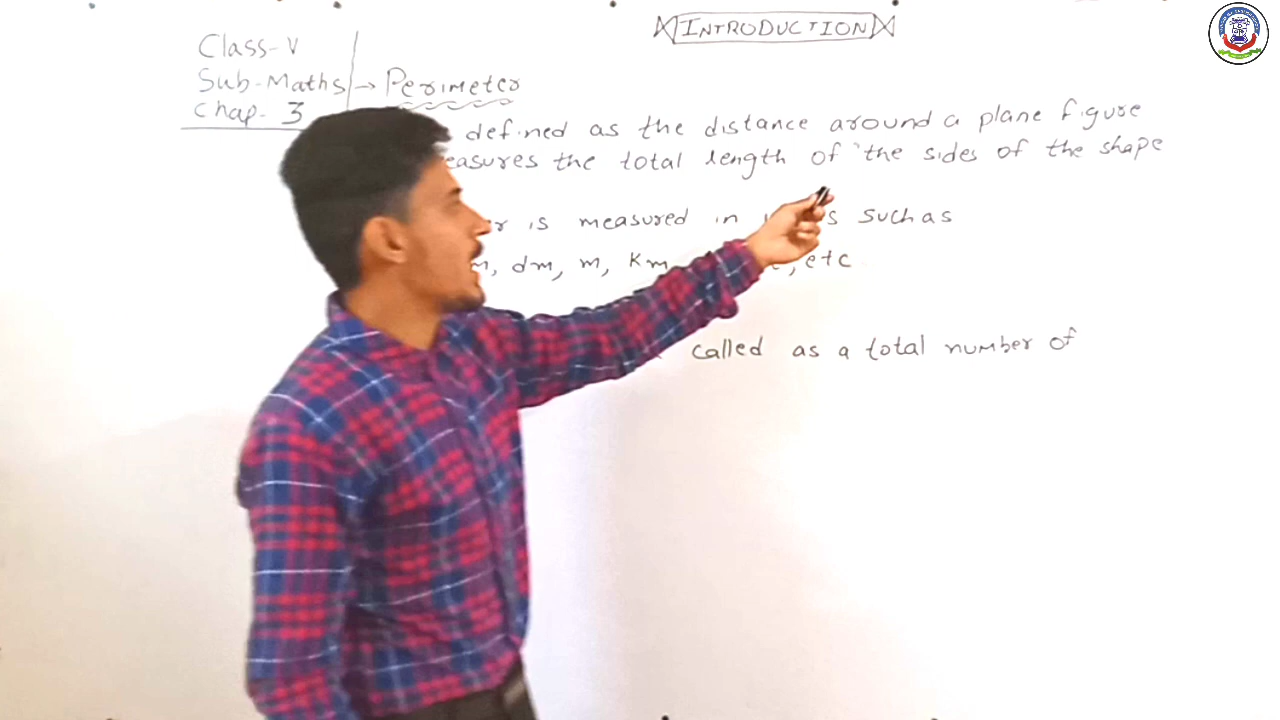 INTRODUCTION
Class-V
Sub-Maths → Perimeter
Chap- 3
defined as the distance around a plane figure
easures the total length of the sides of the shape
is measured in such as
m, dm, m, Km, etc
called as a total number of